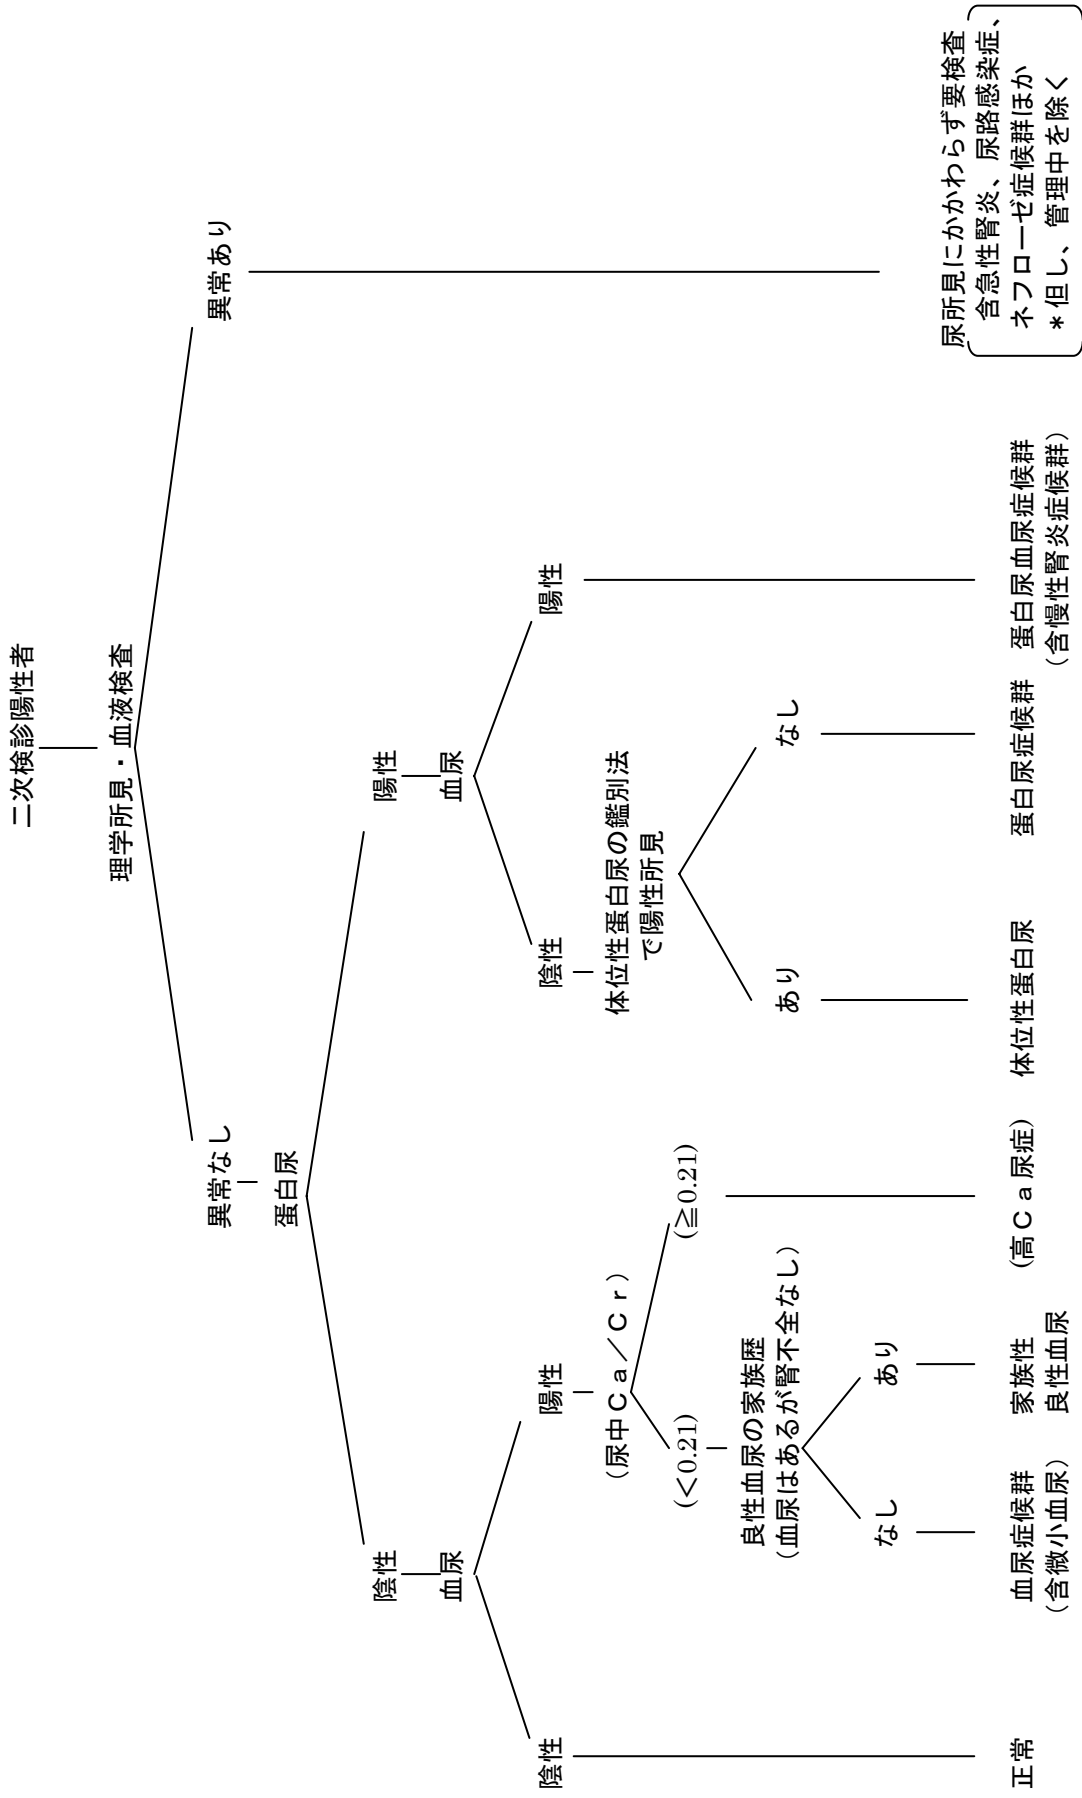 二次検診陽性者
理学所見・血液検査
異常なし
異常あり
蛋白尿
陰性
陽性
血尿
血尿
陰性
陽性
陰性
陽性
(尿中Ca／Cr)
体位性蛋白尿の鑑別法
で陽性所見
(＜0.21)
(≧0.21)
良性血尿の家族歴
(血尿はあるが腎不全なし)
あり
なし
なし
あり
正常
血尿症候群
(含微小血尿)
家族性
良性血尿
(高Ca尿症)
体位性蛋白尿
蛋白尿症候群
蛋白尿血尿症候群
(含慢性腎炎症候群)
尿所見にかかわらず要検査
含急性腎炎、尿路感染症、
ネフローゼ症候群ほか
＊但し、管理中を除く